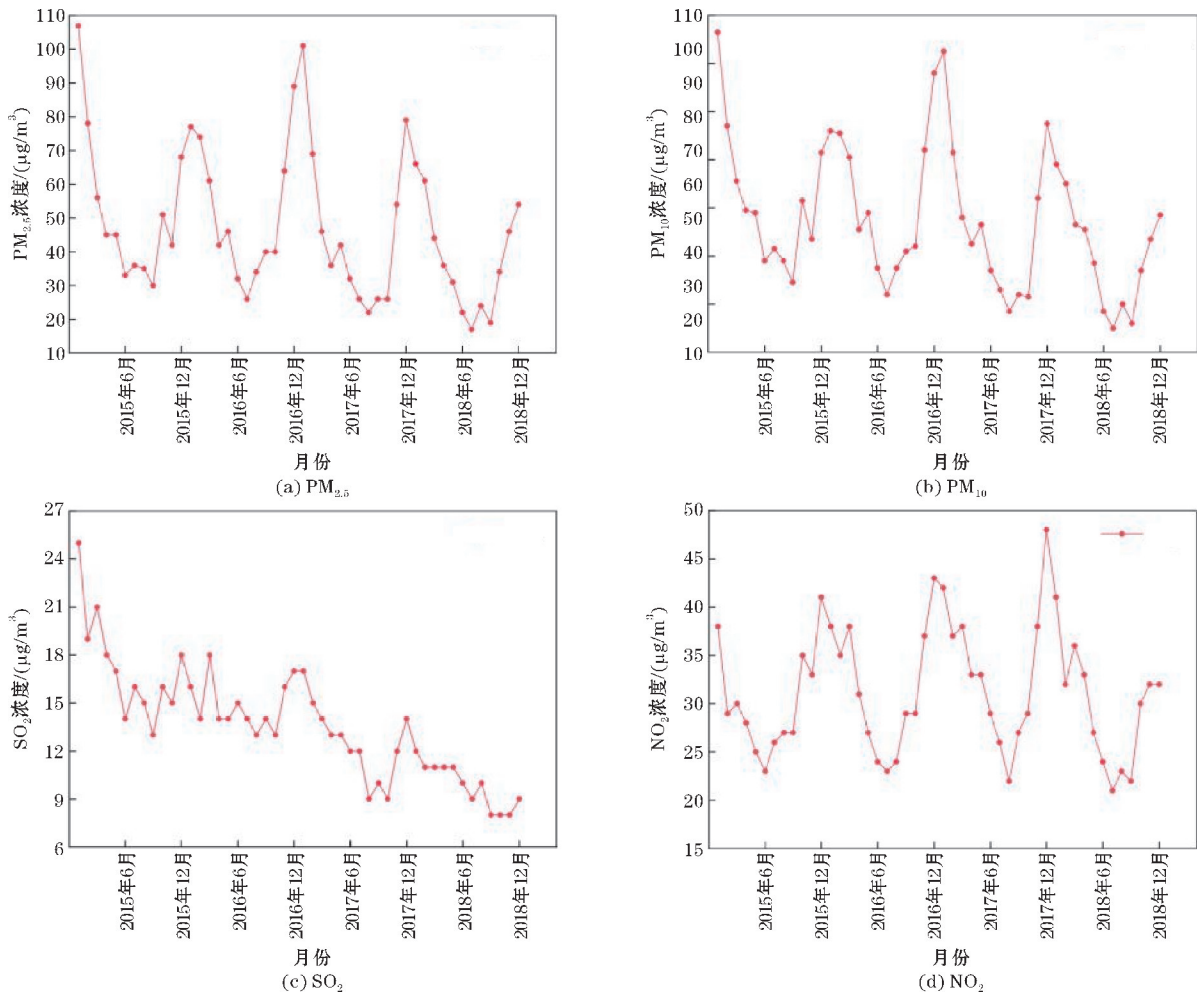 110
100
90
80
70
60
50
40
30
20
10
PM2.5浓度/(μg/m³)
2015年6月
2015年12月
2016年6月
2016年12月
2017年6月
2017年12月
2018年6月
2018年12月
月份
(a) PM2.5
110
100
90
80
70
60
50
40
30
20
10
PM10浓度/(μg/m³)
2015年6月
2015年12月
2016年6月
2016年12月
2017年6月
2017年12月
2018年6月
2018年12月
月份
(b) PM10
27
24
21
18
15
12
9
6
SO2浓度/(μg/m³)
2015年6月
2015年12月
2016年6月
2016年12月
2017年6月
2017年12月
2018年6月
2018年12月
月份
(c) SO2
50
45
40
35
30
25
20
15
NO2浓度/(μg/m³)
2015年6月
2015年12月
2016年6月
2016年12月
2017年6月
2017年12月
2018年6月
2018年12月
月份
(d) NO2